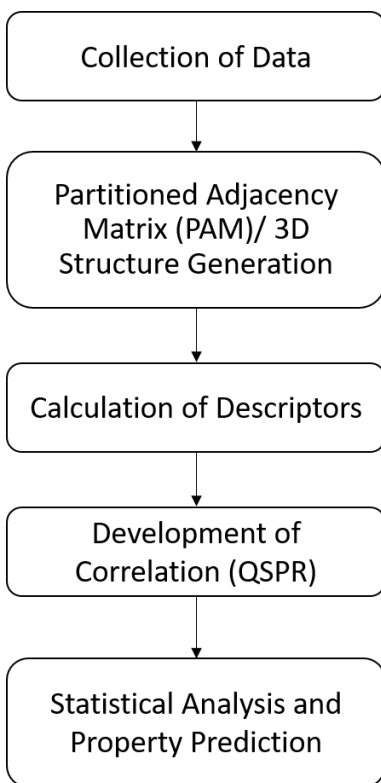 Collection of Data
Partitioned Adjacency
Matrix (PAM)/ 3D
Structure Generation
Calculation of Descriptors
Development of
Correlation (QSPR)
Statistical Analysis and
Property Prediction